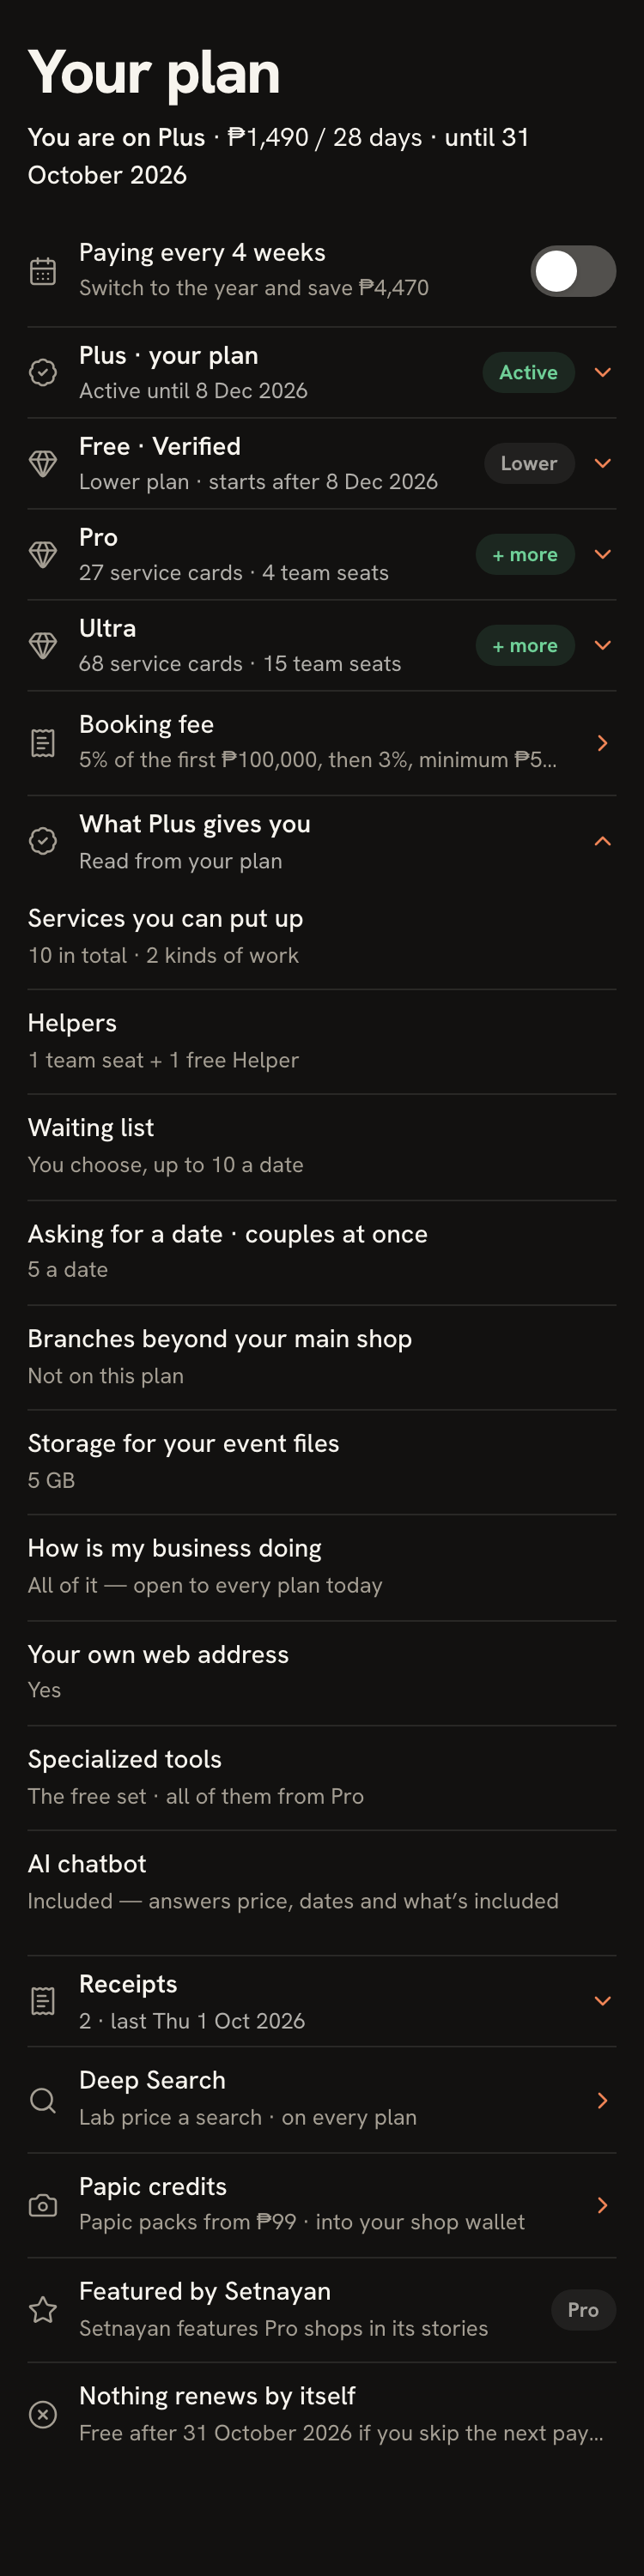 Your plan
You are on Plus · ₱1,490 / 28 days · until 31
October 2026
Paying every 4 weeks
Switch to the year and save ₱4,470
Plus · your plan
Active until 8 Dec 2026
Active
Free · Verified
Lower plan · starts after 8 Dec 2026
Lower
Pro
27 service cards · 4 team seats
+ more
Ultra
68 service cards · 15 team seats
+ more
Booking fee
5% of the first ₱100,000, then 3%, minimum ₱5...
What Plus gives you
Read from your plan
Services you can put up
10 in total · 2 kinds of work
Helpers
1 team seat + 1 free Helper
Waiting list
You choose, up to 10 a date
Asking for a date · couples at once
5 a date
Branches beyond your main shop
Not on this plan
Storage for your event files
5 GB
How is my business doing
All of it — open to every plan today
Your own web address
Yes
Specialized tools
The free set · all of them from Pro
AI chatbot
Included — answers price, dates and what’s included
Receipts
2 · last Thu 1 Oct 2026
Deep Search
Lab price a search · on every plan
Papic credits
Papic packs from ₱99 · into your shop wallet
Featured by Setnayan
Setnayan features Pro shops in its stories
Pro
Nothing renews by itself
Free after 31 October 2026 if you skip the next pay...